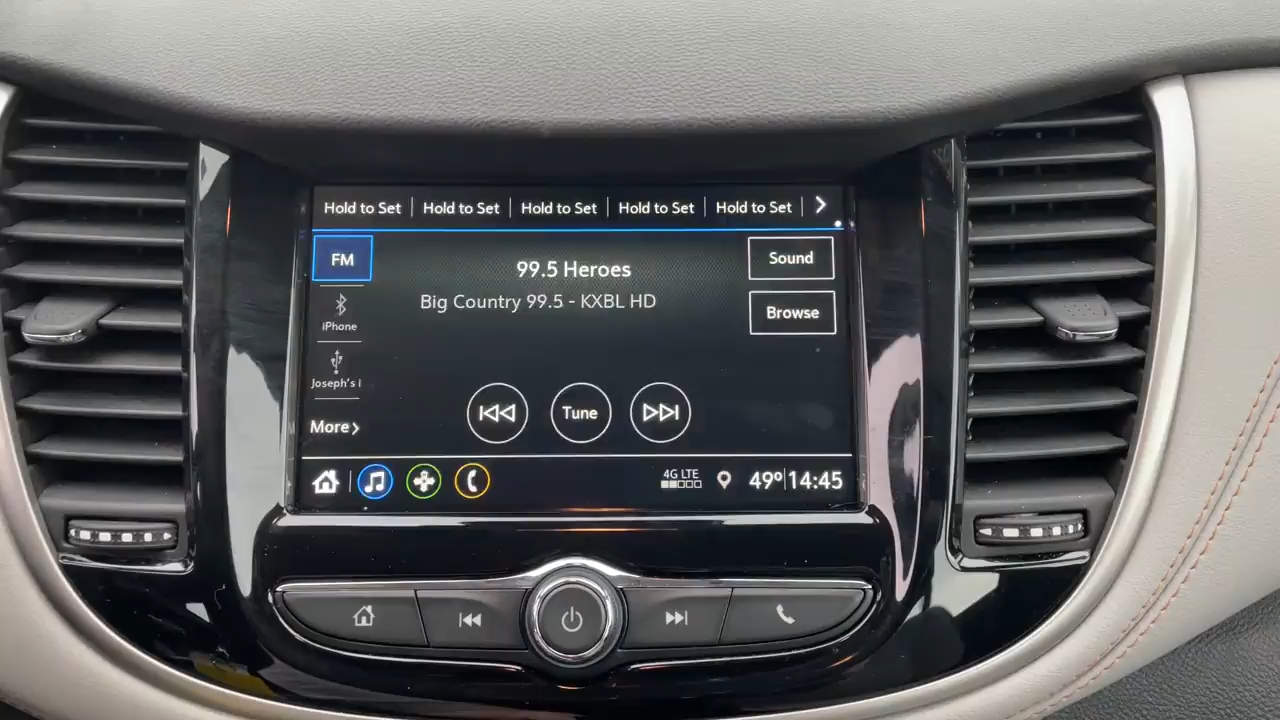 Hold to Set Hold to Set Hold to Set Hold to Set Hold to Set
FM
99.5 Heroes
Sound
Big Country 99.5 - KXBL HD
Browse
iPhone
Joseph's i
Tune
More
4G LTE
49° 14:45